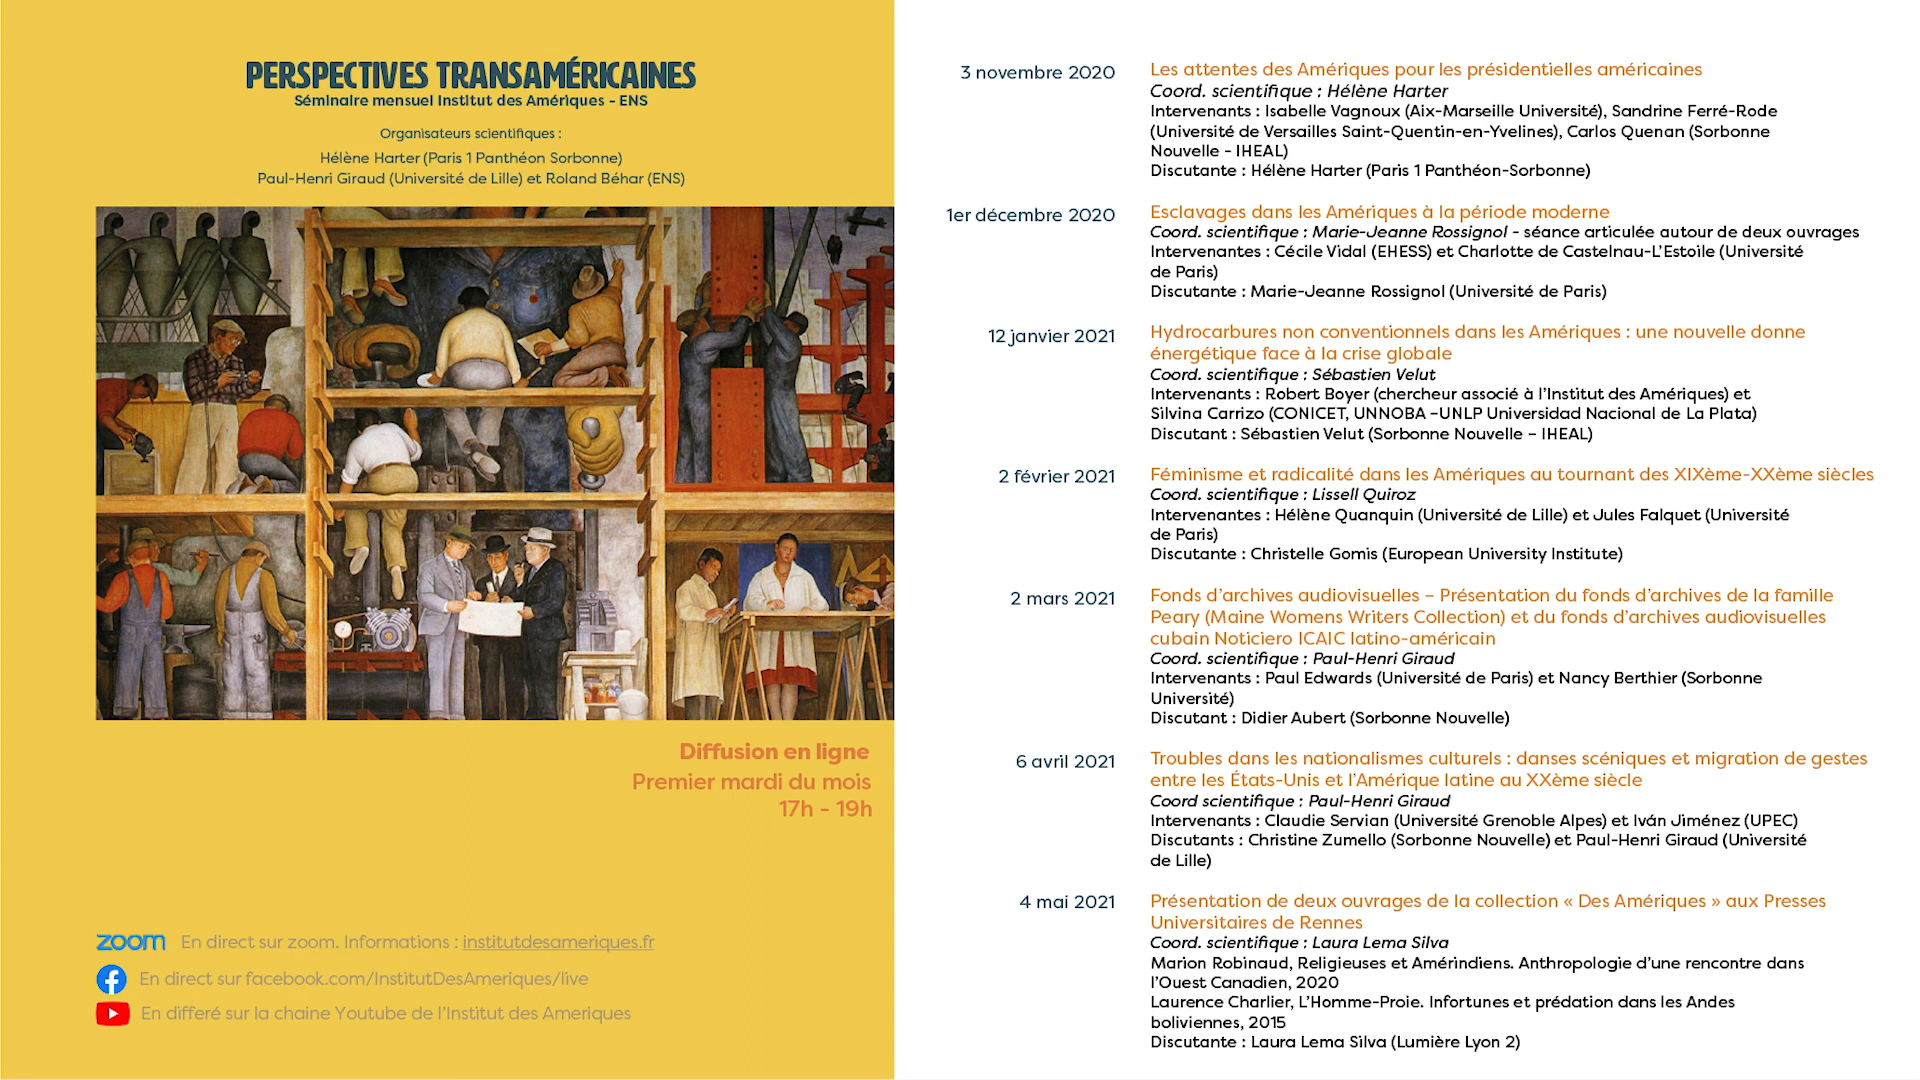 PERSPECTIVES TRANSAMÉRICAINES
Séminaire mensuel Institut des Amériques - ENS
Organisateurs scientifiques :
Hélène Harter (Paris 1 Panthéon Sorbonne)
Paul-Henri Giraud (Université de Lille) et Roland Béhar (ENS)
Diffusion en ligne
Premier mardi du mois
17h - 19h
zoom En direct sur zoom. Informations : institutdesameriques.fr
En direct sur facebook.com/InstitutDesAmeriques/live
En differé sur la chaine Youtube de l'Institut des Ameriques
3 novembre 2020
Les attentes des Amériques pour les présidentielles américaines
Coord. scientifique : Hélène Harter
Intervenants : Isabelle Vagnoux (Aix-Marseille Université), Sandrine Ferré-Rode
(Université de Versailles Saint-Quentin-en-Yvelines), Carlos Quenan (Sorbonne
Nouvelle - IHEAL)
Discutante : Hélène Harter (Paris 1 Panthéon-Sorbonne)
1er décembre 2020
Esclavages dans les Amériques à la période moderne
Coord. scientifique : Marie-Jeanne Rossignol - séance articulée autour de deux ouvrages
Intervenantes : Cécile Vidal (EHESS) et Charlotte de Castelnau-L'Estoile (Université
de Paris)
Discutante : Marie-Jeanne Rossignol (Université de Paris)
12 janvier 2021
Hydrocarbures non conventionnels dans les Amériques : une nouvelle donne
énergétique face à la crise globale
Coord. scientifique : Sébastien Velut
Intervenants : Robert Boyer (chercheur associé à l'Institut des Amériques) et
Silvina Carrizo (CONICET, UNNOBA –UNLP Universidad Nacional de La Plata)
Discutant : Sébastien Velut (Sorbonne Nouvelle – IHEAL)
2 février 2021
Féminisme et radicalité dans les Amériques au tournant des XIXème-XXème siècles
Coord. scientifique : Lissell Quiroz
Intervenantes : Hélène Quanquin (Université de Lille) et Jules Falquet (Université
de Paris)
Discutante : Christelle Gomis (European University Institute)
2 mars 2021
Fonds d'archives audiovisuelles – Présentation du fonds d'archives de la famille
Peary (Maine Womens Writers Collection) et du fonds d'archives audiovisuelles
cubain Noticiero ICAIC latino-américain
Coord. scientifique : Paul-Henri Giraud
Intervenants : Paul Edwards (Université de Paris) et Nancy Berthier (Sorbonne
Université)
Discutant : Didier Aubert (Sorbonne Nouvelle)
6 avril 2021
Troubles dans les nationalismes culturels : danses scéniques et migration de gestes
entre les États-Unis et l'Amérique latine au XXème siècle
Coord scientifique : Paul-Henri Giraud
Intervenants : Claudie Servian (Université Grenoble Alpes) et Iván Jiménez (UPEC)
Discutants : Christine Zumello (Sorbonne Nouvelle) et Paul-Henri Giraud (Université
de Lille)
4 mai 2021
Présentation de deux ouvrages de la collection « Des Amériques » aux Presses
Universitaires de Rennes
Coord. scientifique : Laura Lema Silva
Marion Robinaud, Religieuses et Amérindiens. Anthropologie d'une rencontre dans
l'Ouest Canadien, 2020
Laurence Charlier, L'Homme-Proie. Infortunes et prédation dans les Andes
boliviennes, 2015
Discutante : Laura Lema Silva (Lumière Lyon 2)